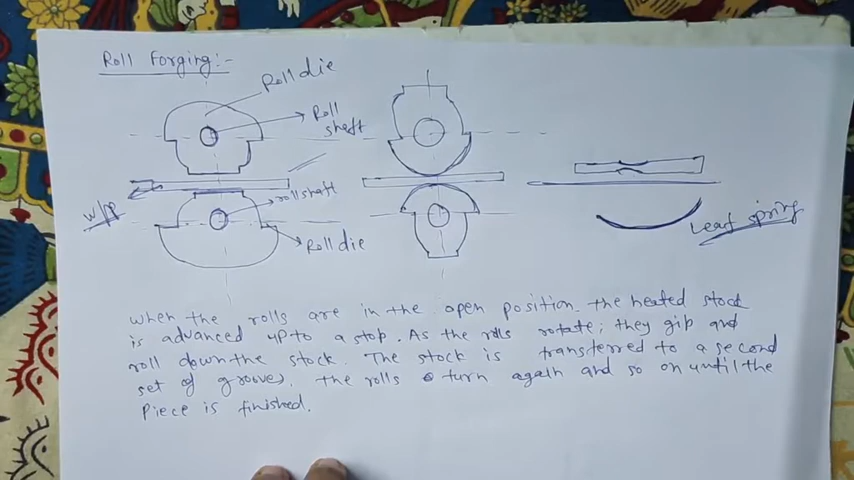 Roll Forging:-
Roll die
Roll shaft
w/p
roll shaft
Roll die
Leaf spring
when the rolls are in the open position the heated stock
is advanced upto a stop. As the rolls rotate; they gip and
roll down the stock. The stock is transferred to a second
set of grooves. The rolls turn again and so on until the
piece is finished.